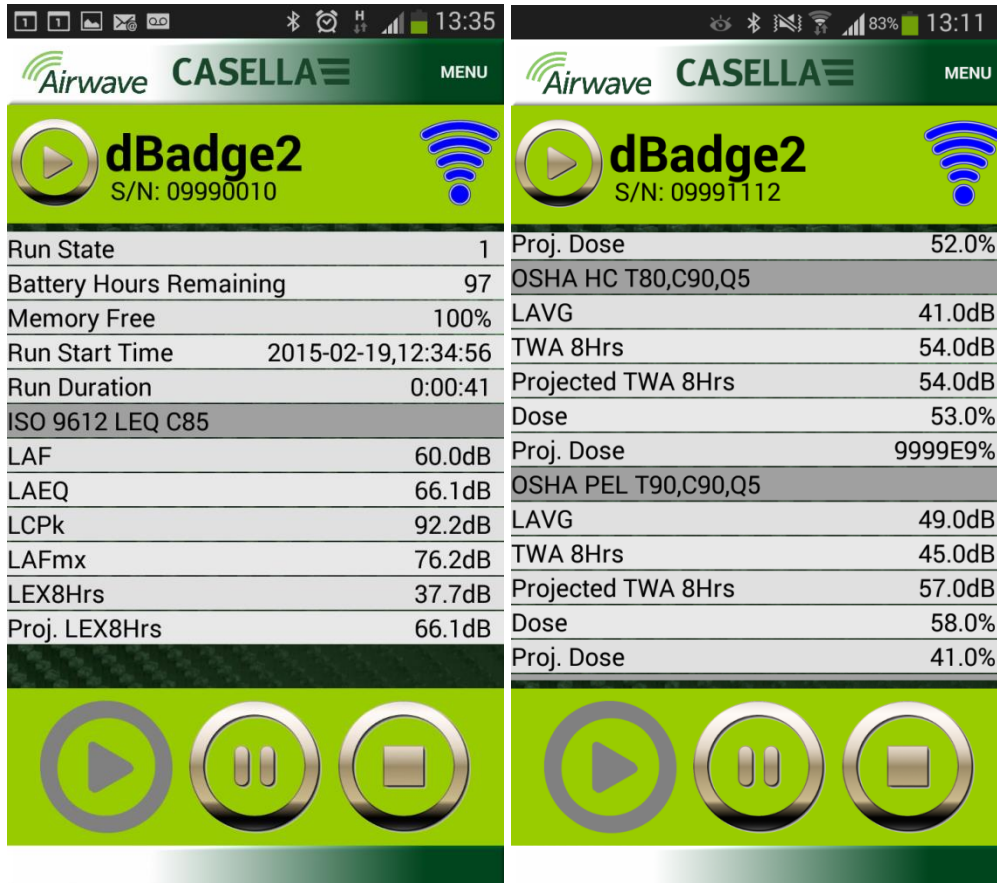 1 1 H 13:35
Airwave CASELLA MENU
dBadge2
S/N: 09990010
Run State 1
Battery Hours Remaining 97
Memory Free 100%
Run Start Time 2015-02-19,12:34:56
Run Duration 0:00:41
ISO 9612 LEQ C85
LAF 60.0dB
LAEQ 66.1dB
LCPk 92.2dB
LAFmx 76.2dB
LEX8Hrs 37.7dB
Proj. LEX8Hrs 66.1dB
83% 13:11
Airwave CASELLA MENU
dBadge2
S/N: 09991112
Proj. Dose 52.0%
OSHA HC T80,C90,Q5
LAVG 41.0dB
TWA 8Hrs 54.0dB
Projected TWA 8Hrs 54.0dB
Dose 53.0%
Proj. Dose 9999E9%
OSHA PEL T90,C90,Q5
LAVG 49.0dB
TWA 8Hrs 45.0dB
Projected TWA 8Hrs 57.0dB
Dose 58.0%
Proj. Dose 41.0%